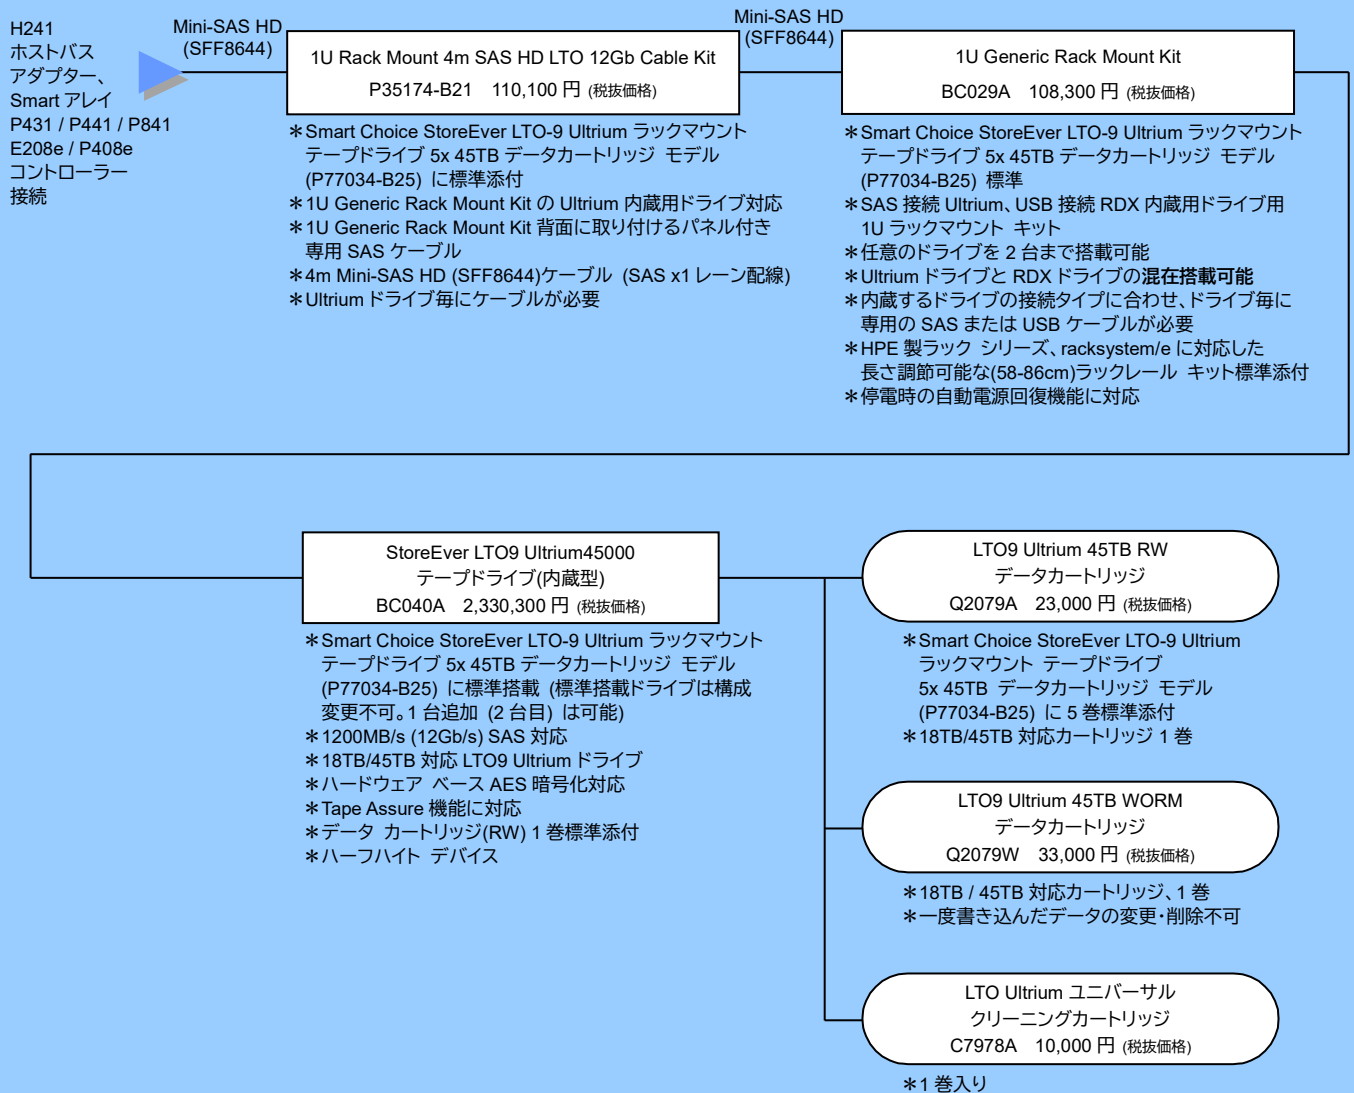 H241
ホストバス
アダプター、
Smart アレイ
P431 / P441 / P841
E208e / P408e
コントローラー
接続
Mini-SAS HD
(SFF8644)
1U Rack Mount 4m SAS HD LTO 12Gb Cable Kit
P35174-B21 110,100 円 (税抜価格)
＊Smart Choice StoreEver LTO-9 Ultrium ラックマウント
テープドライブ 5x 45TB データカートリッジ モデル
(P77034-B25) に標準添付
＊1U Generic Rack Mount Kit の Ultrium 内蔵用ドライブ対応
＊1U Generic Rack Mount Kit 背面に取り付けるパネル付き
専用 SAS ケーブル
＊4m Mini-SAS HD (SFF8644)ケーブル (SAS x1 レーン配線)
＊Ultrium ドライブ毎にケーブルが必要
Mini-SAS HD
(SFF8644)
1U Generic Rack Mount Kit
BC029A 108,300 円 (税抜価格)
＊Smart Choice StoreEver LTO-9 Ultrium ラックマウント
テープドライブ 5x 45TB データカートリッジ モデル
(P77034-B25) 標準
＊SAS 接続 Ultrium、USB 接続 RDX 内蔵用ドライブ用
1U ラックマウント キット
＊任意のドライブを 2 台まで搭載可能
＊Ultrium ドライブと RDX ドライブの混在搭載可能
＊内蔵するドライブの接続タイプに合わせ、ドライブ毎に
専用の SAS または USB ケーブルが必要
＊HPE 製ラック シリーズ、racksystem/e に対応した
長さ調節可能な(58-86cm)ラックレール キット標準添付
＊停電時の自動電源回復機能に対応
StoreEver LTO9 Ultrium45000
テープドライブ(内蔵型)
BC040A 2,330,300 円 (税抜価格)
＊Smart Choice StoreEver LTO-9 Ultrium ラックマウント
テープドライブ 5x 45TB データカートリッジ モデル
(P77034-B25) に標準搭載 (標準搭載ドライブは構成
変更不可。1 台追加 (2 台目) は可能)
＊1200MB/s (12Gb/s) SAS 対応
＊18TB/45TB 対応 LTO9 Ultrium ドライブ
＊ハードウェア ベース AES 暗号化対応
＊Tape Assure 機能に対応
＊データ カートリッジ(RW) 1 巻標準添付
＊ハーフハイト デバイス
LTO9 Ultrium 45TB RW
データカートリッジ
Q2079A 23,000 円 (税抜価格)
＊Smart Choice StoreEver LTO-9 Ultrium
ラックマウント テープドライブ
5x 45TB データカートリッジ モデル
(P77034-B25) に 5 巻標準添付
＊18TB/45TB 対応カートリッジ 1 巻
LTO9 Ultrium 45TB WORM
データカートリッジ
Q2079W 33,000 円 (税抜価格)
＊18TB / 45TB 対応カートリッジ、1 巻
＊一度書き込んだデータの変更・削除不可
LTO Ultrium ユニバーサル
クリーニングカートリッジ
C7978A 10,000 円 (税抜価格)
＊1 巻入り